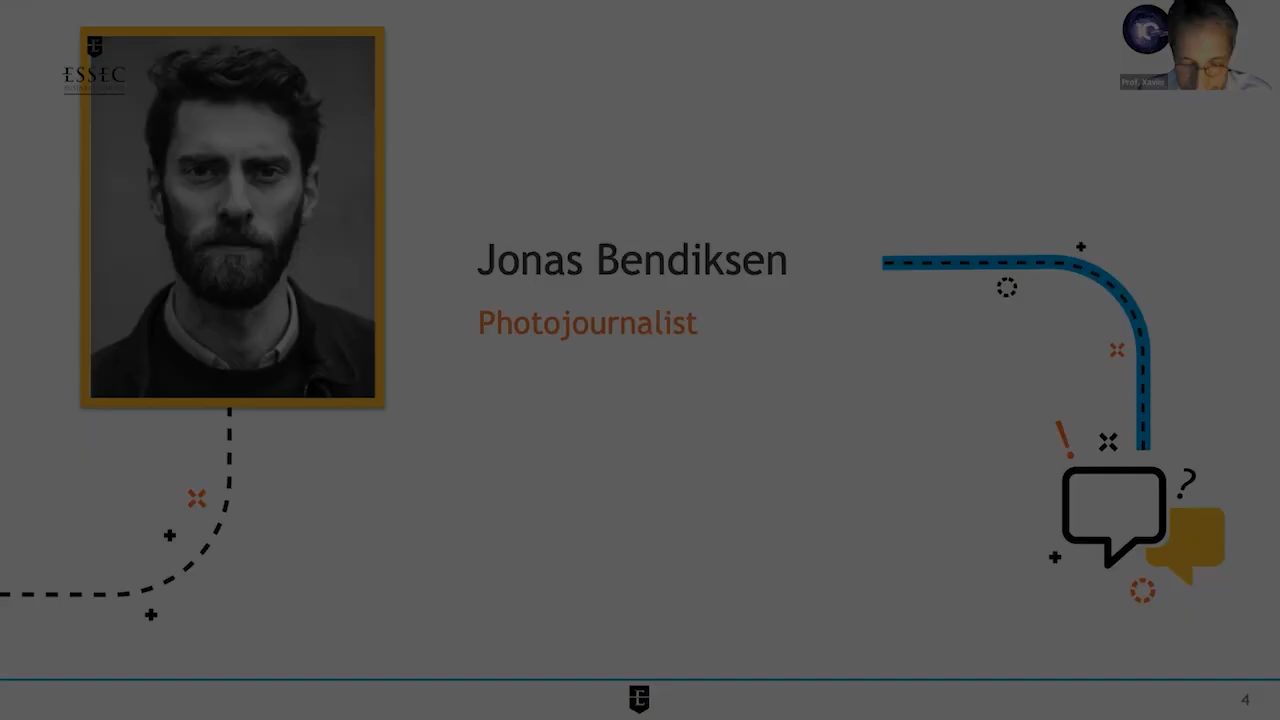 ESSEC
Prof. Xavier
Jonas Bendiksen
Photojournalist
!
?
4